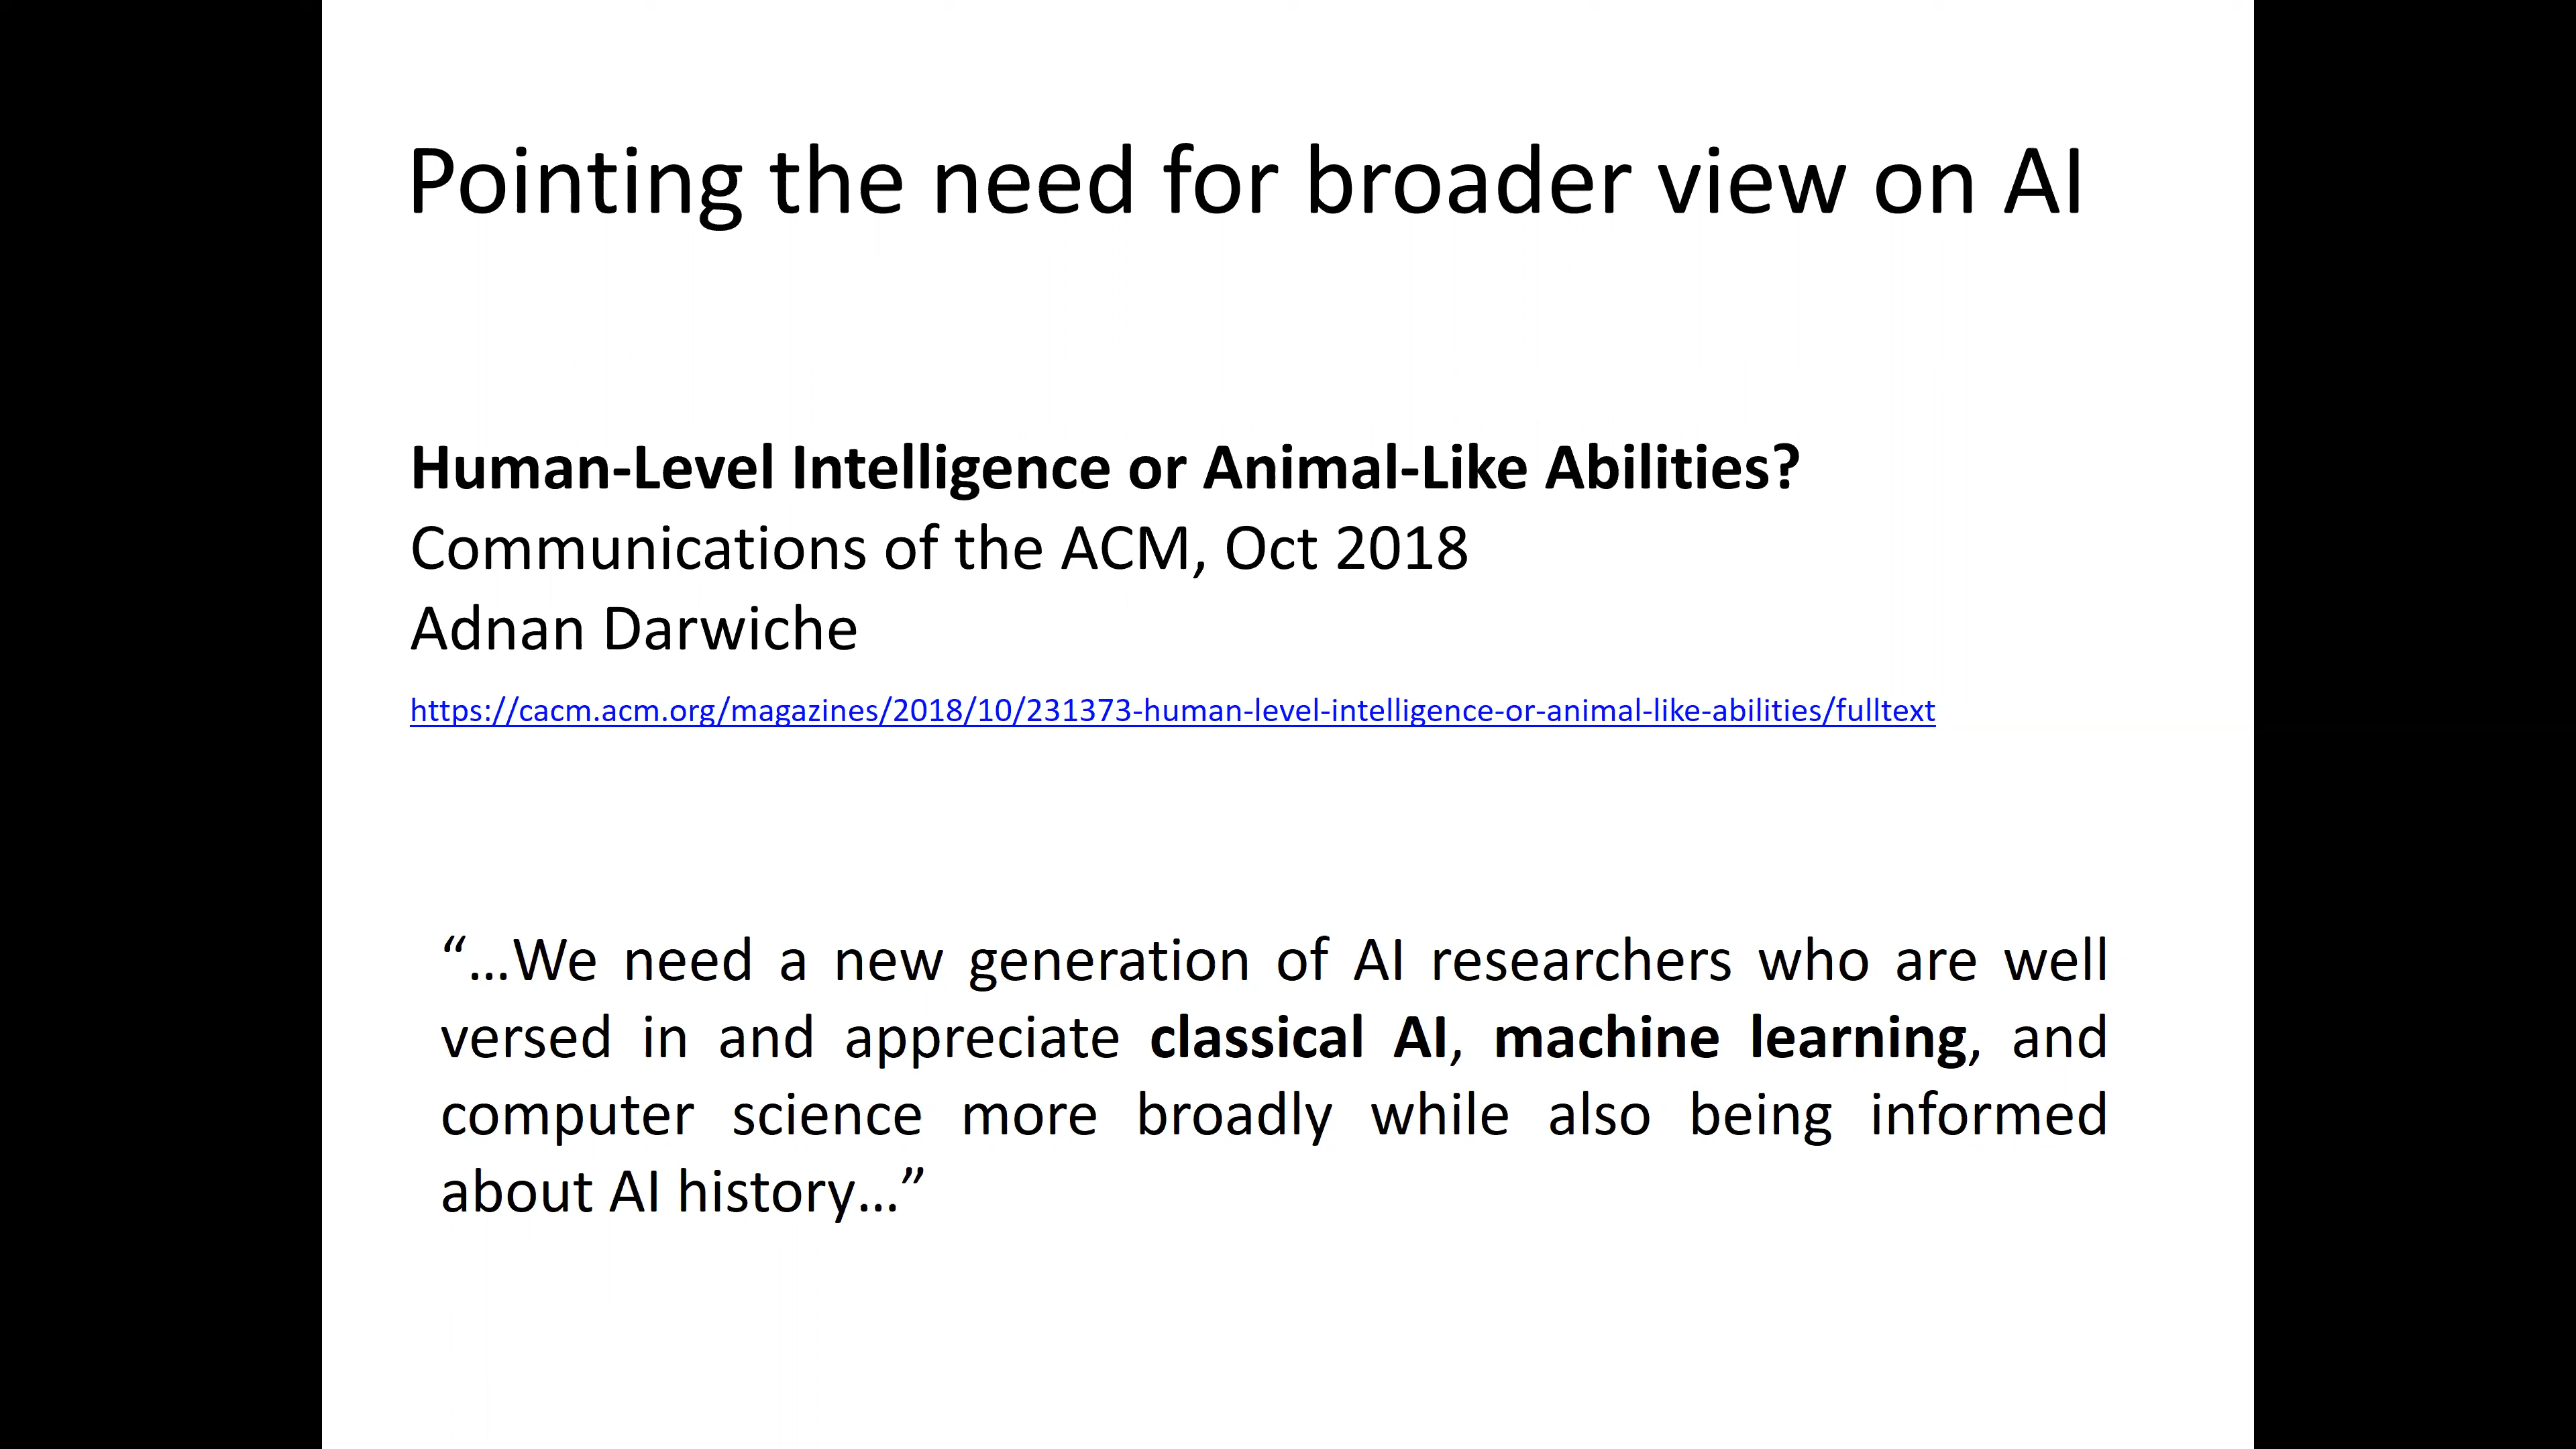 Pointing the need for broader view on AI
Human-Level Intelligence or Animal-Like Abilities?
Communications of the ACM, Oct 2018
Adnan Darwiche
https://cacm.acm.org/magazines/2018/10/231373-human-level-intelligence-or-animal-like-abilities/fulltext
“…We need a new generation of AI researchers who are well
versed in and appreciate classical AI, machine learning, and
computer science more broadly while also being informed
about AI history…”